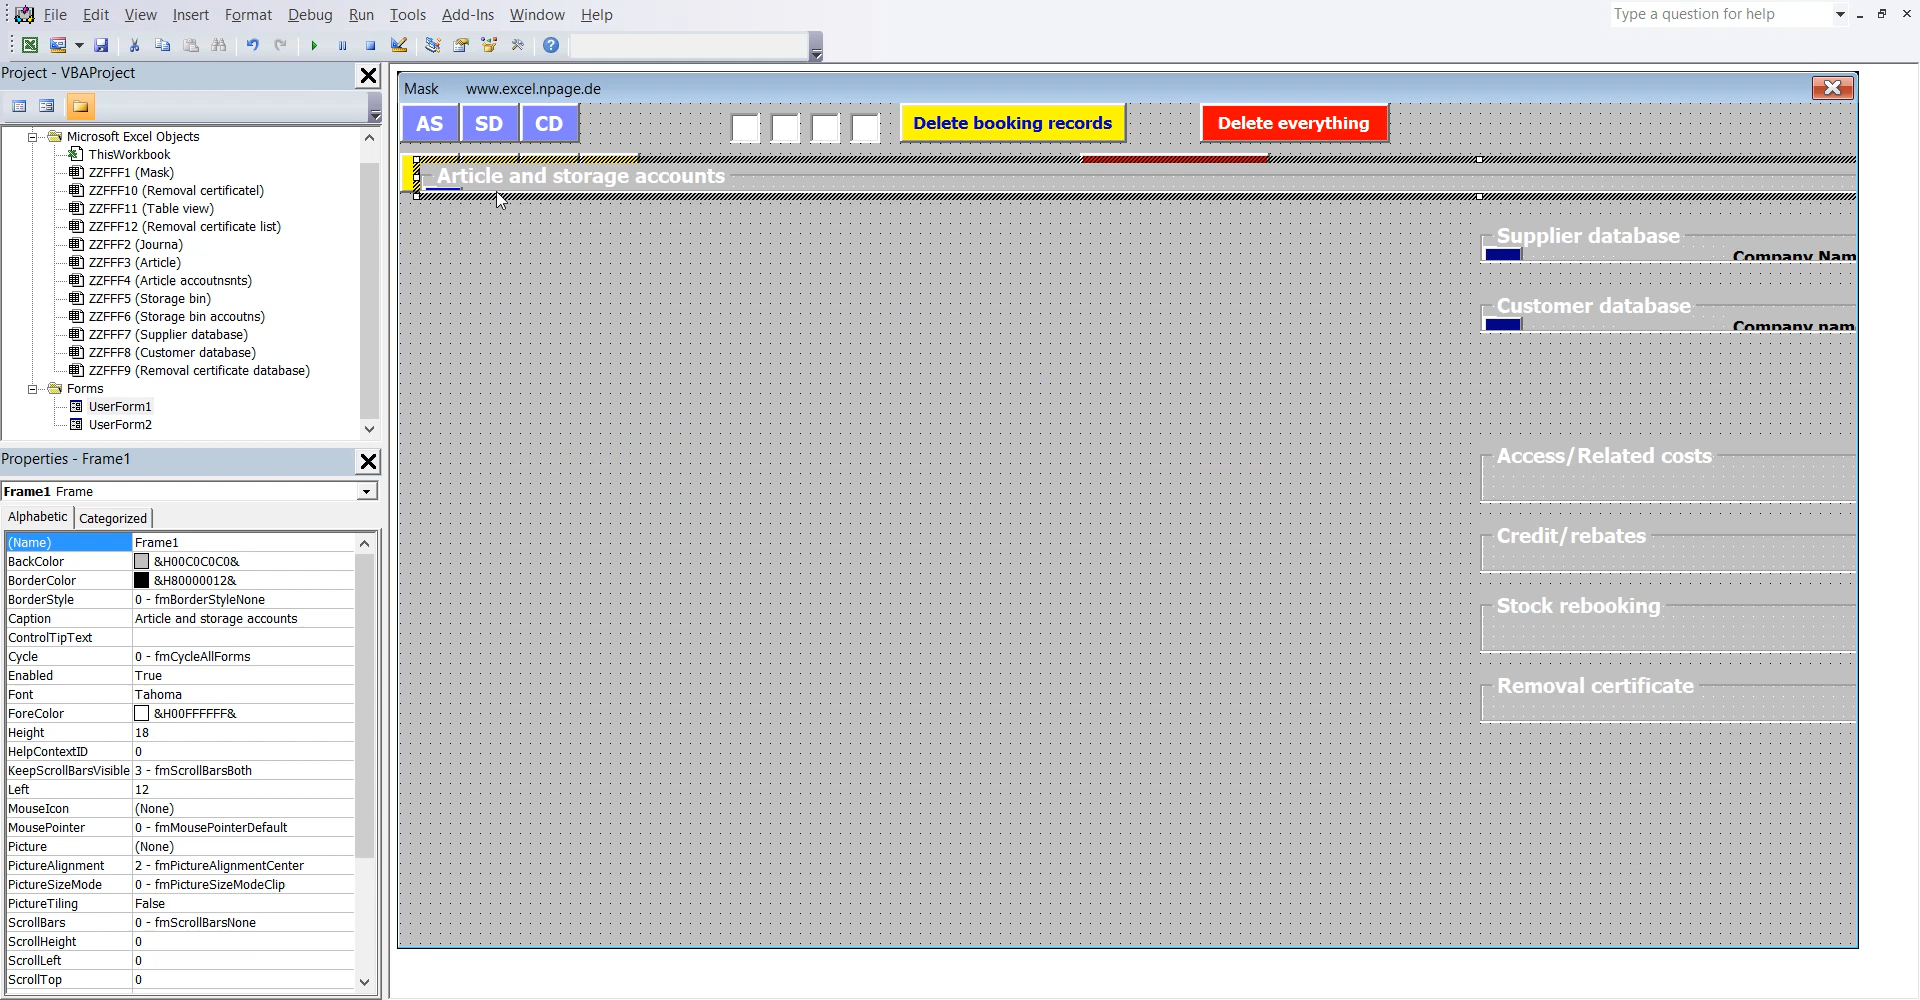 File Edit View Insert Format Debug Run Tools Add-Ins Window Help
Type a question for help
Project - VBAProject
Microsoft Excel Objects
ThisWorkbook
ZZFFF1 (Mask)
ZZFFF10 (Removal certificatel)
ZZFFF11 (Table view)
ZZFFF12 (Removal certificate list)
ZZFFF2 (Journa)
ZZFFF3 (Article)
ZZFFF4 (Article accoutnsnts)
ZZFFF5 (Storage bin)
ZZFFF6 (Storage bin accoutns)
ZZFFF7 (Supplier database)
ZZFFF8 (Customer database)
ZZFFF9 (Removal certificate database)
Forms
UserForm1
UserForm2
Properties - Frame1
Frame1 Frame
Alphabetic Categorized
(Name) Frame1
BackColor &H00C0C0C0&
BorderColor &H80000012&
BorderStyle 0 - fmBorderStyleNone
Caption Article and storage accounts
ControlTipText
Cycle 0 - fmCycleAllForms
Enabled True
Font Tahoma
ForeColor &H00FFFFFF&
Height 18
HelpContextID 0
KeepScrollBarsVisible 3 - fmScrollBarsBoth
Left 12
MouseIcon (None)
MousePointer 0 - fmMousePointerDefault
Picture (None)
PictureAlignment 2 - fmPictureAlignmentCenter
PictureSizeMode 0 - fmPictureSizeModeClip
PictureTiling False
ScrollBars 0 - fmScrollBarsNone
ScrollHeight 0
ScrollLeft 0
ScrollTop 0
Mask www.excel.npage.de
AS SD CD Delete booking records Delete everything
Article and storage accounts
Supplier database
Company Nam
Customer database
Company nam
Access/Related costs
Credit/rebates
Stock rebooking
Removal certificate